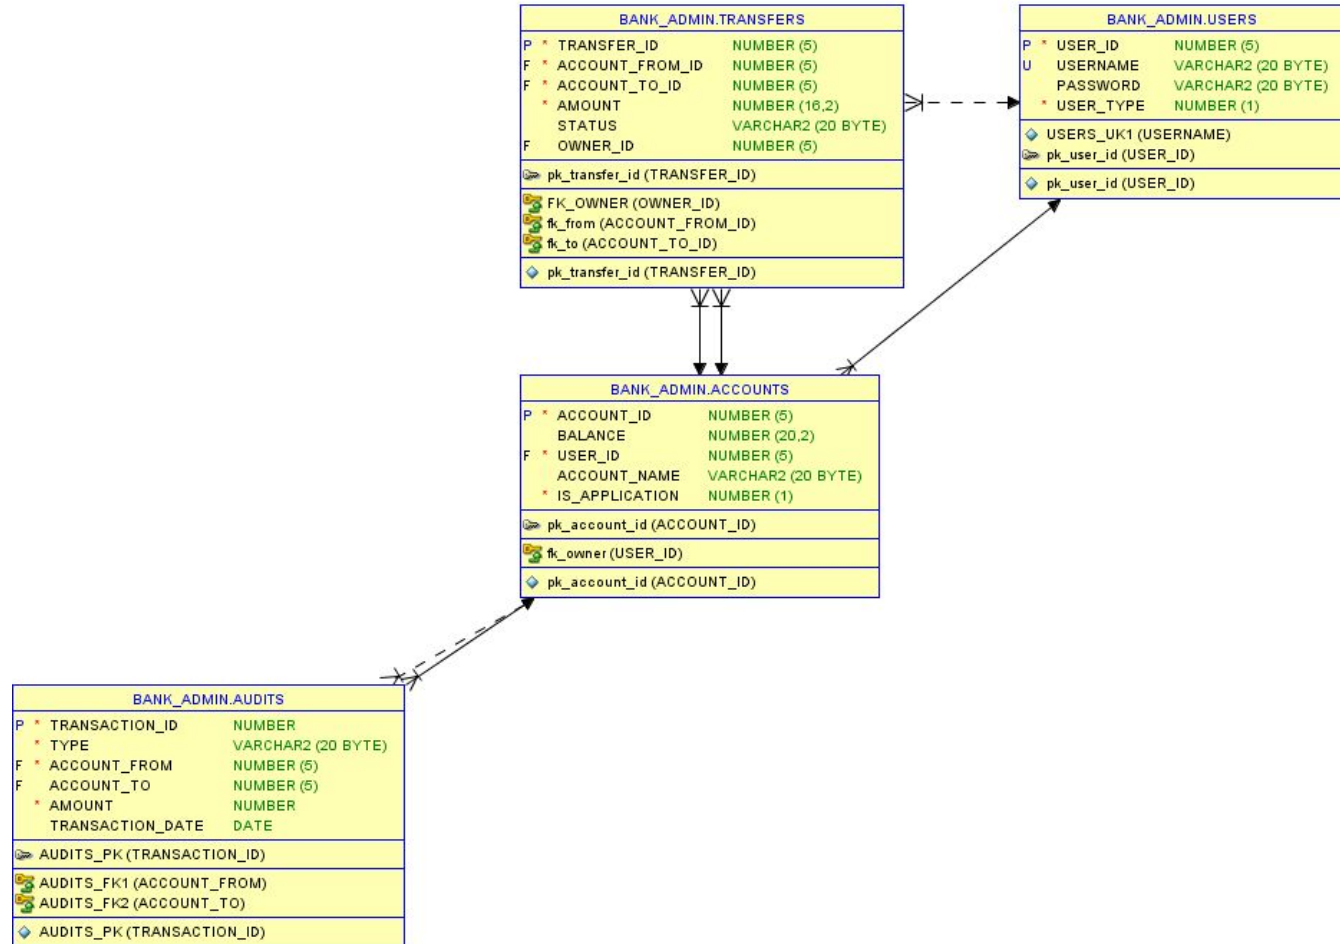 BANK_ADMIN.TRANSFERS
P * TRANSFER_ID NUMBER (5)
F * ACCOUNT_FROM_ID NUMBER (5)
F * ACCOUNT_TO_ID NUMBER (5)
* AMOUNT NUMBER (16,2)
STATUS VARCHAR2 (20 BYTE)
F OWNER_ID NUMBER (5)
pk_transfer_id (TRANSFER_ID)
FK_OWNER (OWNER_ID)
fk_from (ACCOUNT_FROM_ID)
fk_to (ACCOUNT_TO_ID)
pk_transfer_id (TRANSFER_ID)
BANK_ADMIN.USERS
P * USER_ID NUMBER (5)
U USERNAME VARCHAR2 (20 BYTE)
PASSWORD VARCHAR2 (20 BYTE)
* USER_TYPE NUMBER (1)
USERS_UK1 (USERNAME)
pk_user_id (USER_ID)
pk_user_id (USER_ID)
BANK_ADMIN.ACCOUNTS
P * ACCOUNT_ID NUMBER (5)
BALANCE NUMBER (20,2)
F * USER_ID NUMBER (5)
ACCOUNT_NAME VARCHAR2 (20 BYTE)
* IS_APPLICATION NUMBER (1)
pk_account_id (ACCOUNT_ID)
fk_owner (USER_ID)
pk_account_id (ACCOUNT_ID)
BANK_ADMIN.AUDITS
P * TRANSACTION_ID NUMBER
* TYPE VARCHAR2 (20 BYTE)
F * ACCOUNT_FROM NUMBER (5)
F ACCOUNT_TO NUMBER (5)
* AMOUNT NUMBER
TRANSACTION_DATE DATE
AUDITS_PK (TRANSACTION_ID)
AUDITS_FK1 (ACCOUNT_FROM)
AUDITS_FK2 (ACCOUNT_TO)
AUDITS_PK (TRANSACTION_ID)